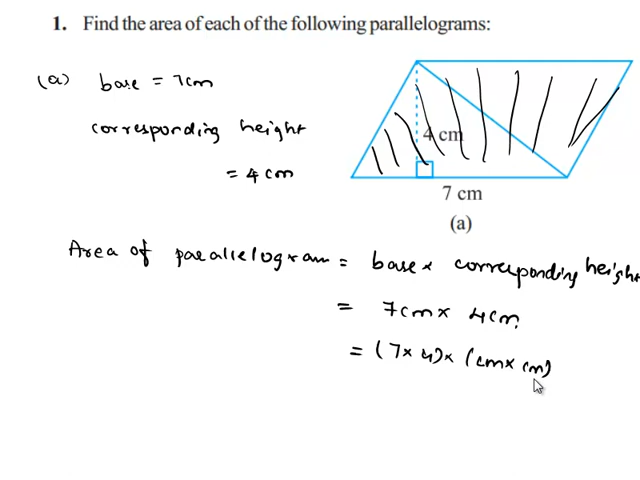 1. Find the area of each of the following parallelograms:
(a) base = 7cm
corresponding height
= 4 cm
4 cm
7 cm
(a)
Area of parallelogram = base × corresponding height
= 7cm × 4cm
= (7 × 4) × (cm × cm)